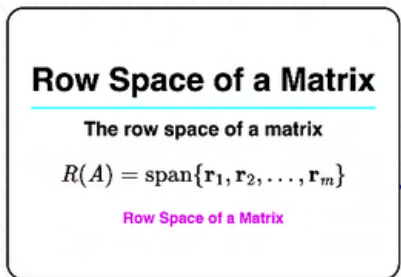 Row Space of a Matrix
The row space of a matrix
R(A) = span{r₁, r₂, . . . , rₘ}
Row Space of a Matrix